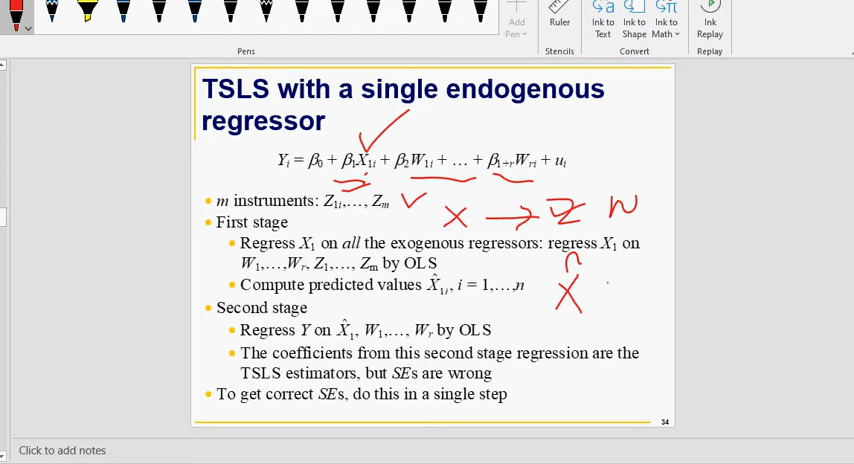 Add
Pen
Ruler
Ink to
Text
Ink to
Shape
Ink to
Math
Ink
Replay
Pens
Stencils
Convert
Replay
TSLS with a single endogenous
regressor
Yᵢ = β₀ + β₁X₁ᵢ + β₂W₁ᵢ + … + β₁₊ᵣWᵣᵢ + uᵢ
• m instruments: Z₁ᵢ,…, Zₘ
X → Z W
• First stage
• Regress X₁ on all the exogenous regressors: regress X₁ on
W₁,…,Wᵣ, Z₁,…, Zₘ by OLS
• Compute predicted values X̂₁ᵢ, i = 1,…,n
X̂
• Second stage
• Regress Y on X̂₁, W₁,…, Wᵣ by OLS
• The coefficients from this second stage regression are the
TSLS estimators, but SEs are wrong
• To get correct SEs, do this in a single step
34
Click to add notes